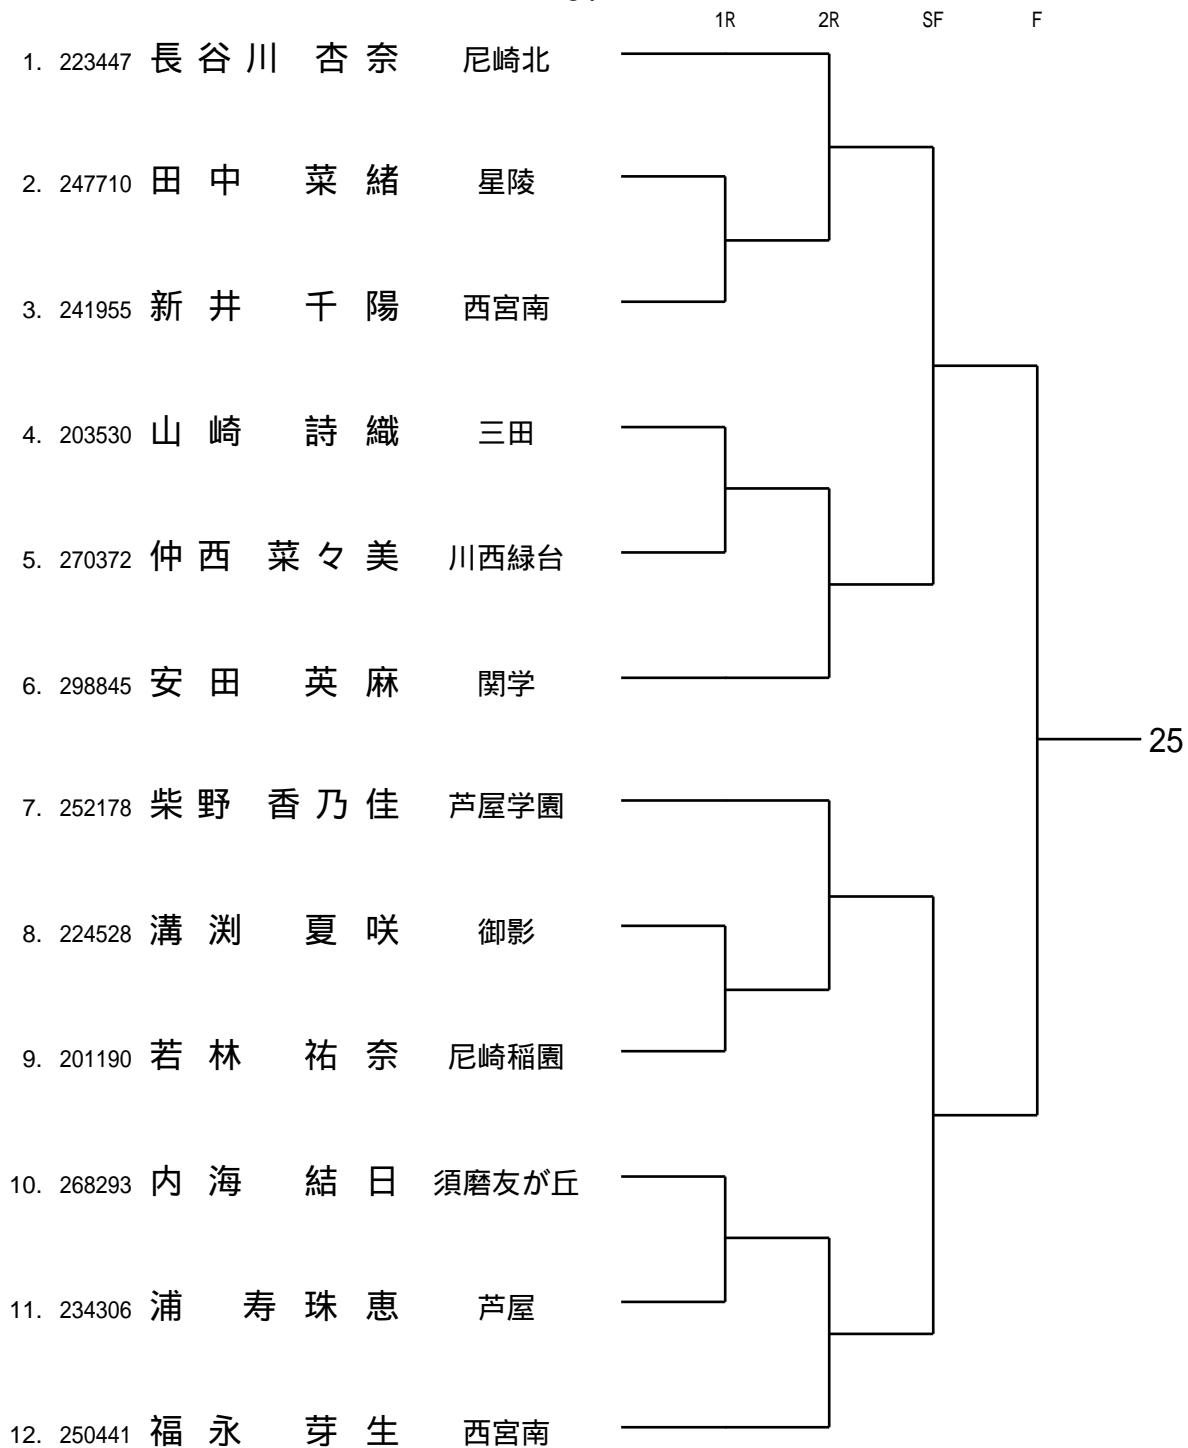 1R 2R SF F
1. 223447 長谷川 杏奈 尼崎北
2. 247710 田中 菜緒 星陵
3. 241955 新井 千陽 西宮南
4. 203530 山崎 詩織 三田
5. 270372 仲西 菜々美 川西緑台
6. 298845 安田 英麻 関学
25
7. 252178 柴野 香乃佳 芦屋学園
8. 224528 溝渕 夏咲 御影
9. 201190 若林 祐奈 尼崎稲園
10. 268293 内海 結日 須磨友が丘
11. 234306 浦 寿珠恵 芦屋
12. 250441 福永 芽生 西宮南